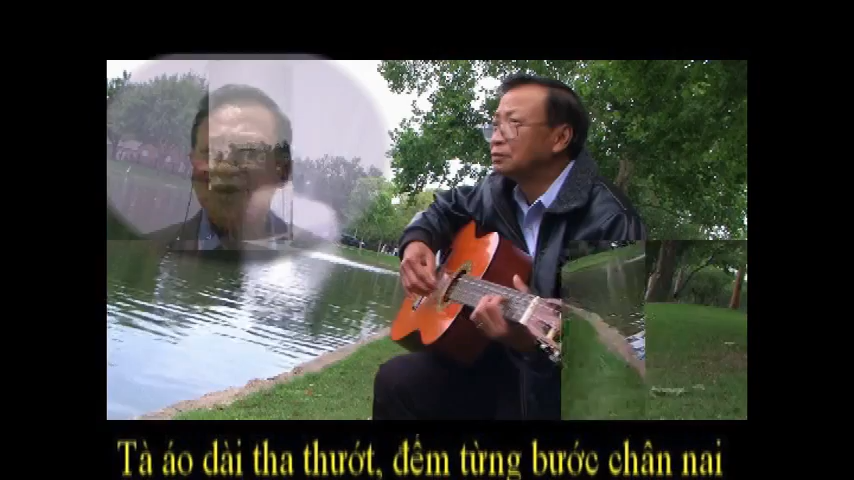 Tà áo dài tha thướt, đếm từng bước chân nai